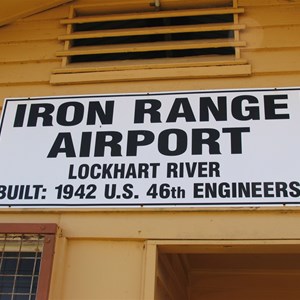 IRON RANGE
AIRPORT
LOCKHART RIVER
BUILT: 1942 U.S. 46th ENGINEERS